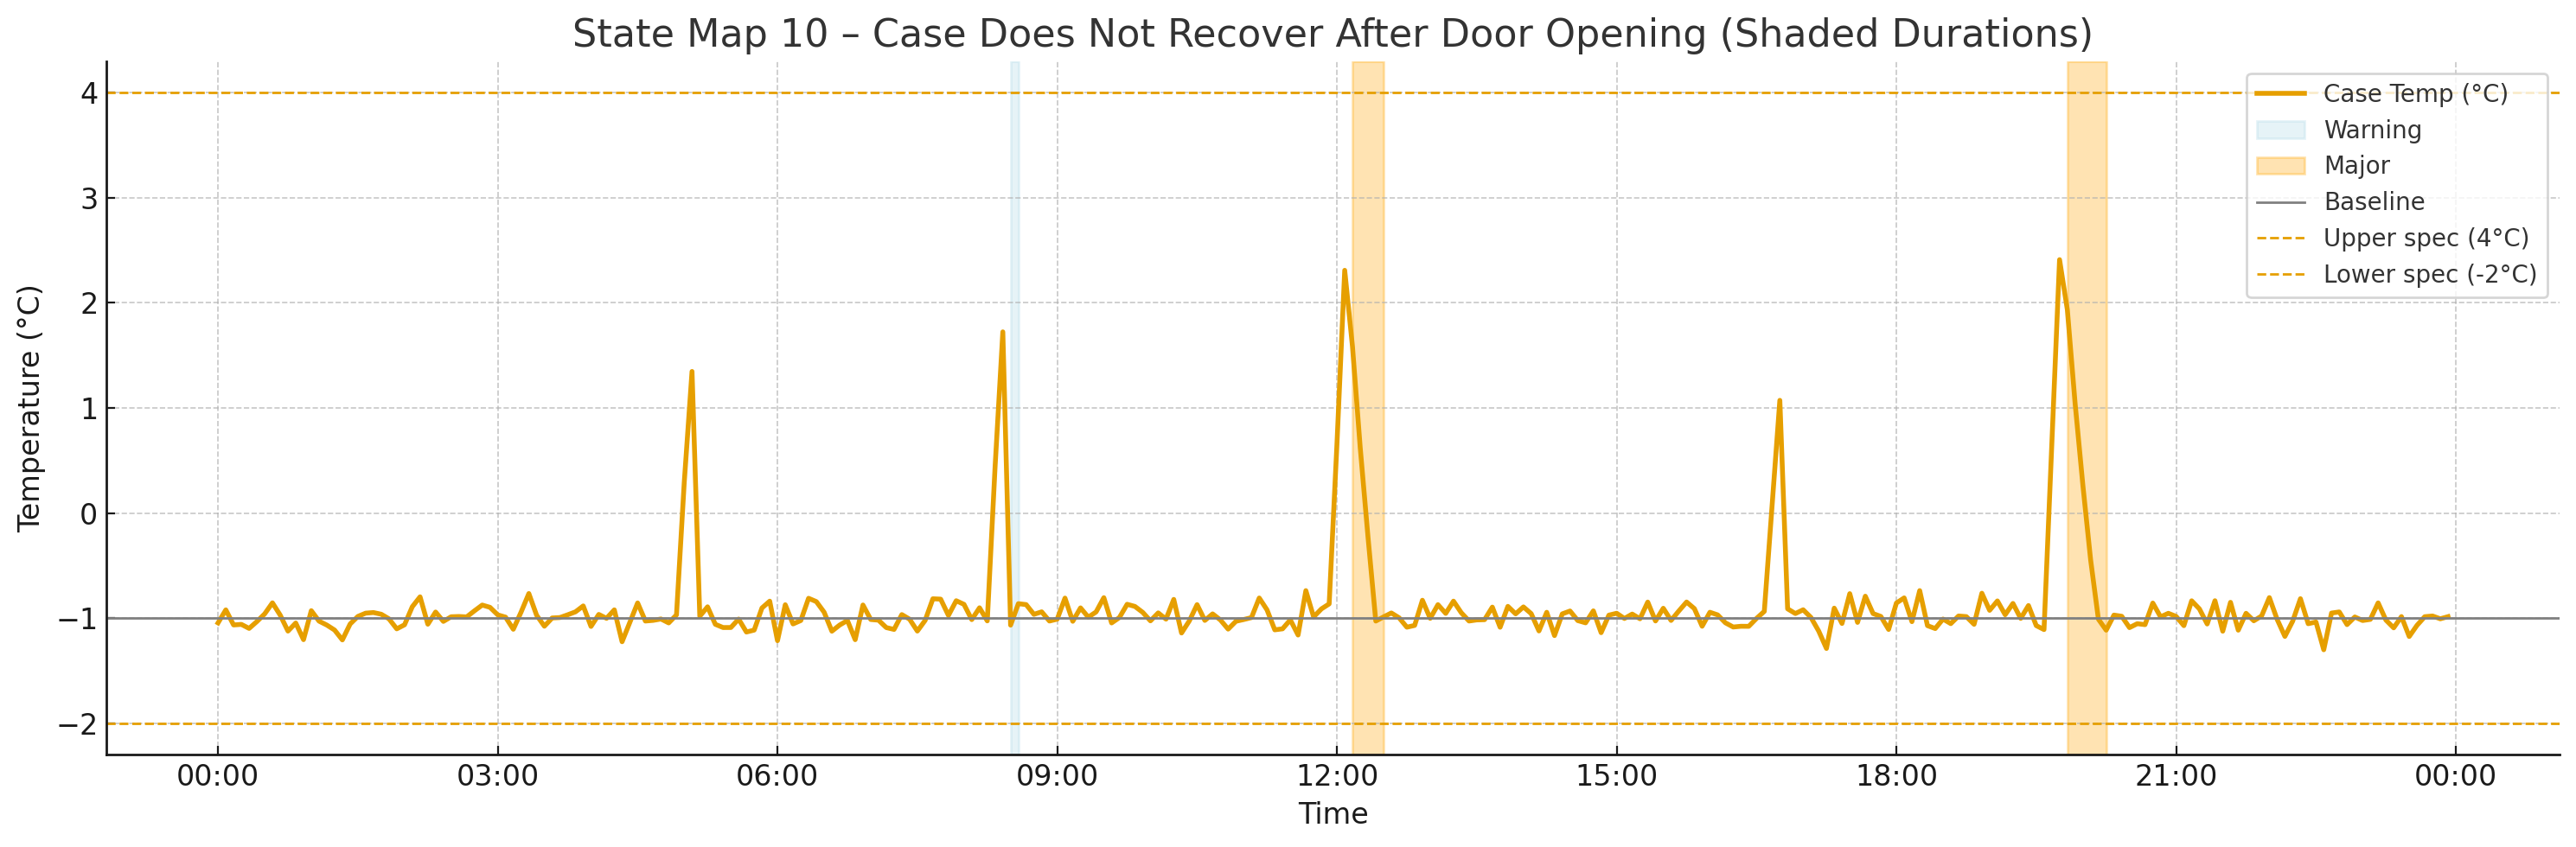 State Map 10 – Case Does Not Recover After Door Opening (Shaded Durations)
4
3
2
1
0
−1
−2
Temperature (°C)
Case Temp (°C)
Warning
Major
Baseline
Upper spec (4°C)
Lower spec (-2°C)
00:00 03:00 06:00 09:00 12:00 15:00 18:00 21:00 00:00
Time